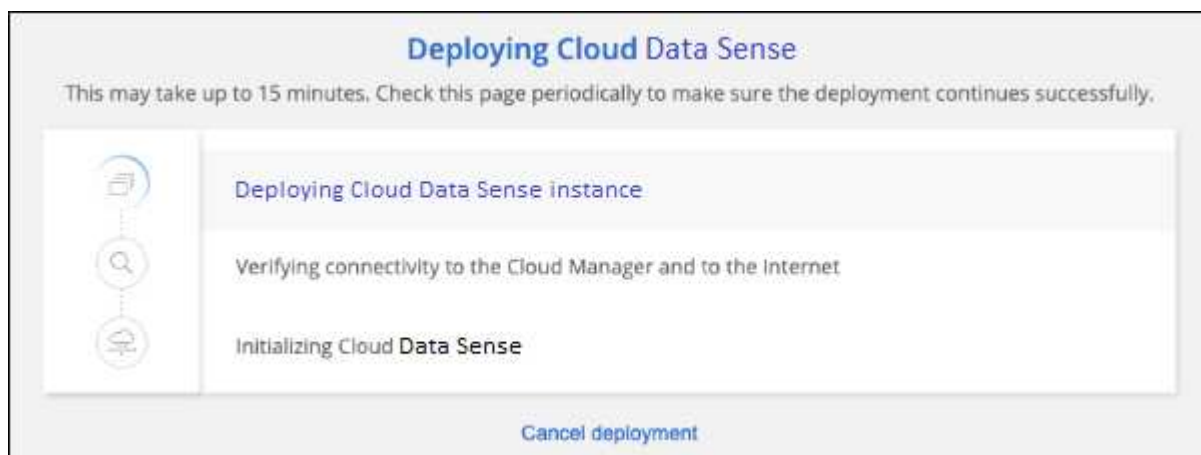 Deploying Cloud Data Sense
This may take up to 15 minutes. Check this page periodically to make sure the deployment continues successfully.
Deploying Cloud Data Sense instance
Verifying connectivity to the Cloud Manager and to the Internet
Initializing Cloud Data Sense
Cancel deployment